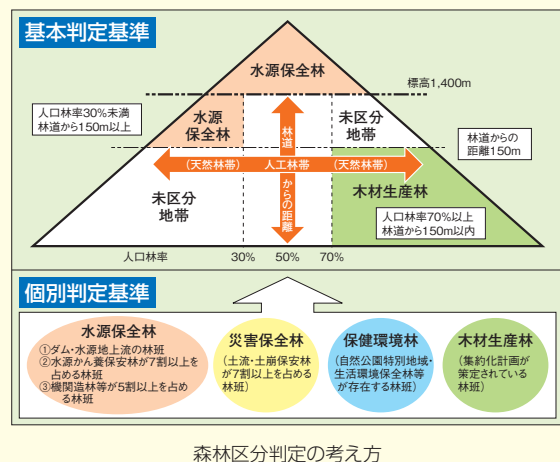 基本判定基準
水源保全林
標高1,400m
人口林率30%未満
林道から150m以上
水源
保全林
林道
未区分
地帯
林道からの
距離150m
(天然林帯)
人工林帯
(天然林帯)
未区分
地帯
からの距離
木材生産林
人口林率70%以上
林道から150m以内
人口林率
30%
50%
70%
個別判定基準
水源保全林
①ダム・水源地上流の林班
②水源かん養保安林が7割以上を
占める林班
③機関造林等が5割以上を占め
る林班
災害保全林
(土流・土崩保安林
が7割以上を占める
林班)
保健環境林
(自然公園特別地域・
生活環境保全林等
が存在する林班)
木材生産林
(集約化計画が
策定されている
林班)
森林区分判定の考え方